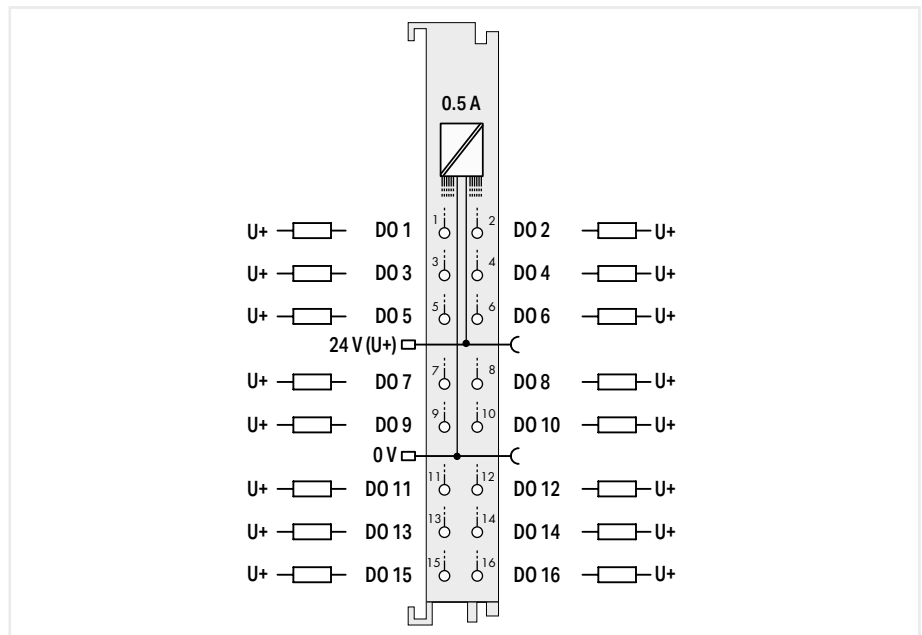 0.5 A
U+ DO 1 1 2 DO 2 U+
U+ DO 3 3 4 DO 4 U+
U+ DO 5 5 6 DO 6 U+
24 V (U+)
U+ DO 7 7 8 DO 8 U+
U+ DO 9 9 10 DO 10 U+
0 V
U+ DO 11 11 12 DO 12 U+
U+ DO 13 13 14 DO 14 U+
U+ DO 15 15 16 DO 16 U+